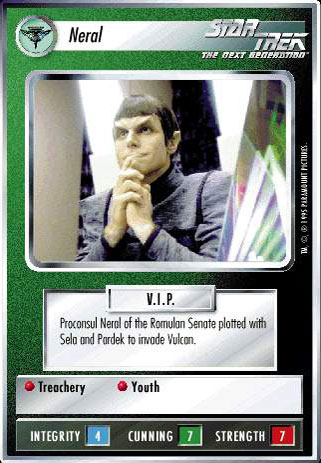 Neral
STAR TREK
THE NEXT GENERATION
TM, ©, ® 1995 PARAMOUNT PICTURES.
V.I.P.
Proconsul Neral of the Romulan Senate plotted with
Sela and Pardek to invade Vulcan.
Treachery Youth
INTEGRITY 4 CUNNING 7 STRENGTH 7